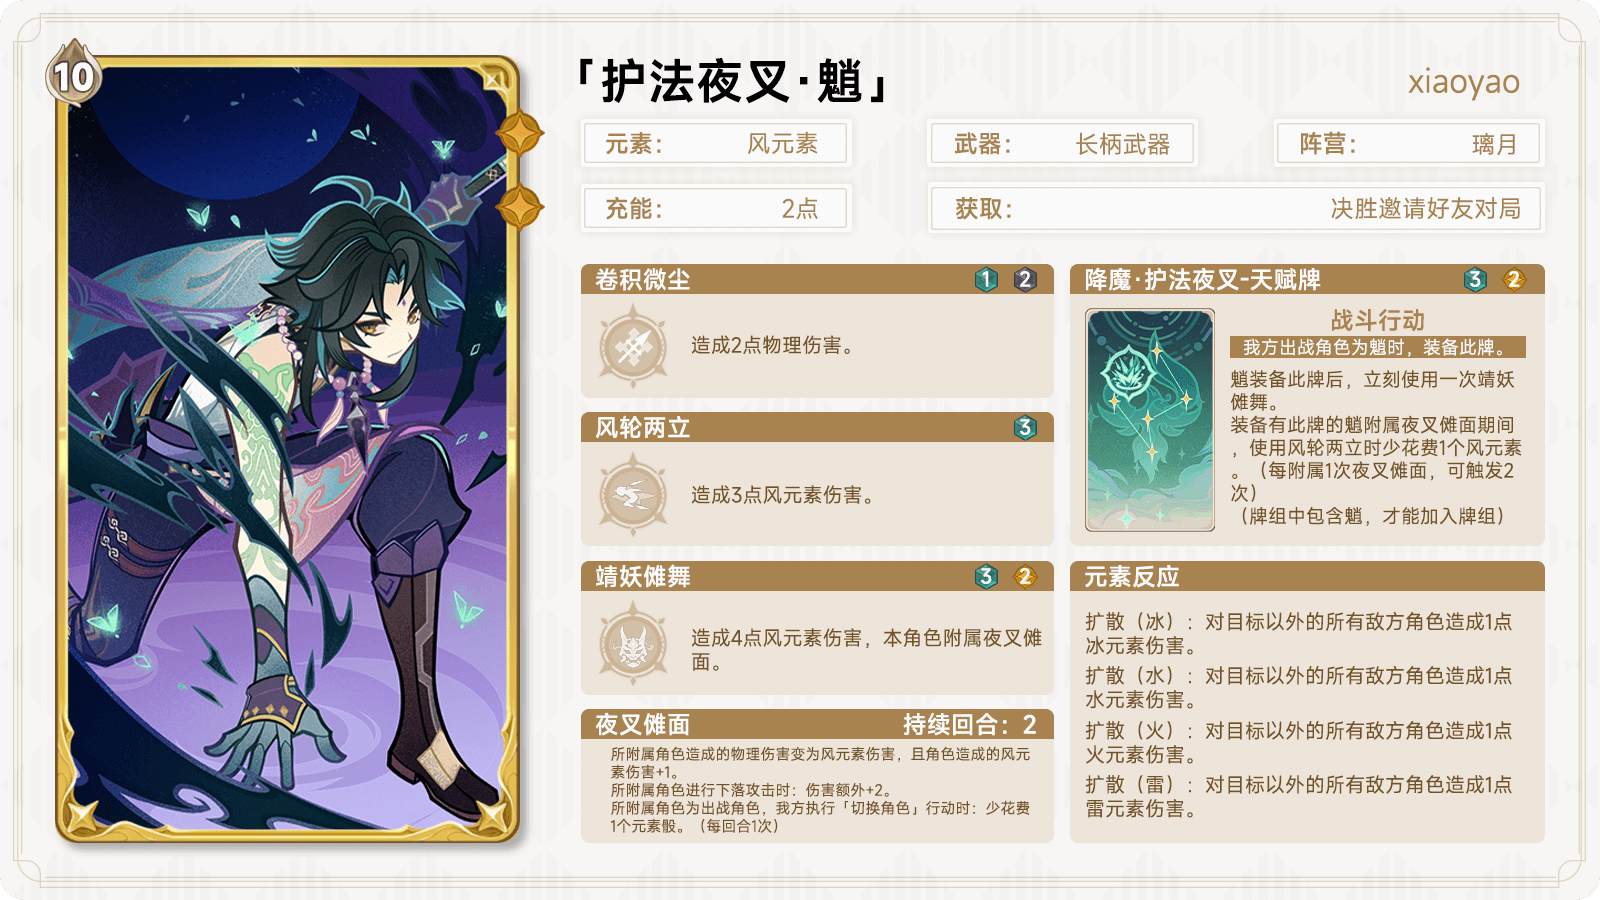 10
「护法夜叉·魈」
xiaoyao
元素：
风元素
武器：
长柄武器
阵营：
璃月
充能：
2点
获取：
决胜邀请好友对局
卷积微尘
1
2
造成2点物理伤害。
风轮两立
3
造成3点风元素伤害。
靖妖傩舞
3
2
造成4点风元素伤害，本角色附属夜叉傩
面。
夜叉傩面
持续回合：2
所附属角色造成的物理伤害变为风元素伤害，且角色造成的风元
素伤害+1。
所附属角色进行下落攻击时：伤害额外+2。
所附属角色为出战角色，我方执行「切换角色」行动时：少花费
1个元素骰。（每回合1次）
降魔·护法夜叉-天赋牌
3
2
战斗行动
我方出战角色为魈时，装备此牌。
魈装备此牌后，立刻使用一次靖妖
傩舞。
装备有此牌的魈附属夜叉傩面期间
，使用风轮两立时少花费1个风元素
。（每附属1次夜叉傩面，可触发2
次）
（牌组中包含魈，才能加入牌组）
元素反应
扩散（冰）：对目标以外的所有敌方角色造成1点
冰元素伤害。
扩散（水）：对目标以外的所有敌方角色造成1点
水元素伤害。
扩散（火）：对目标以外的所有敌方角色造成1点
火元素伤害。
扩散（雷）：对目标以外的所有敌方角色造成1点
雷元素伤害。